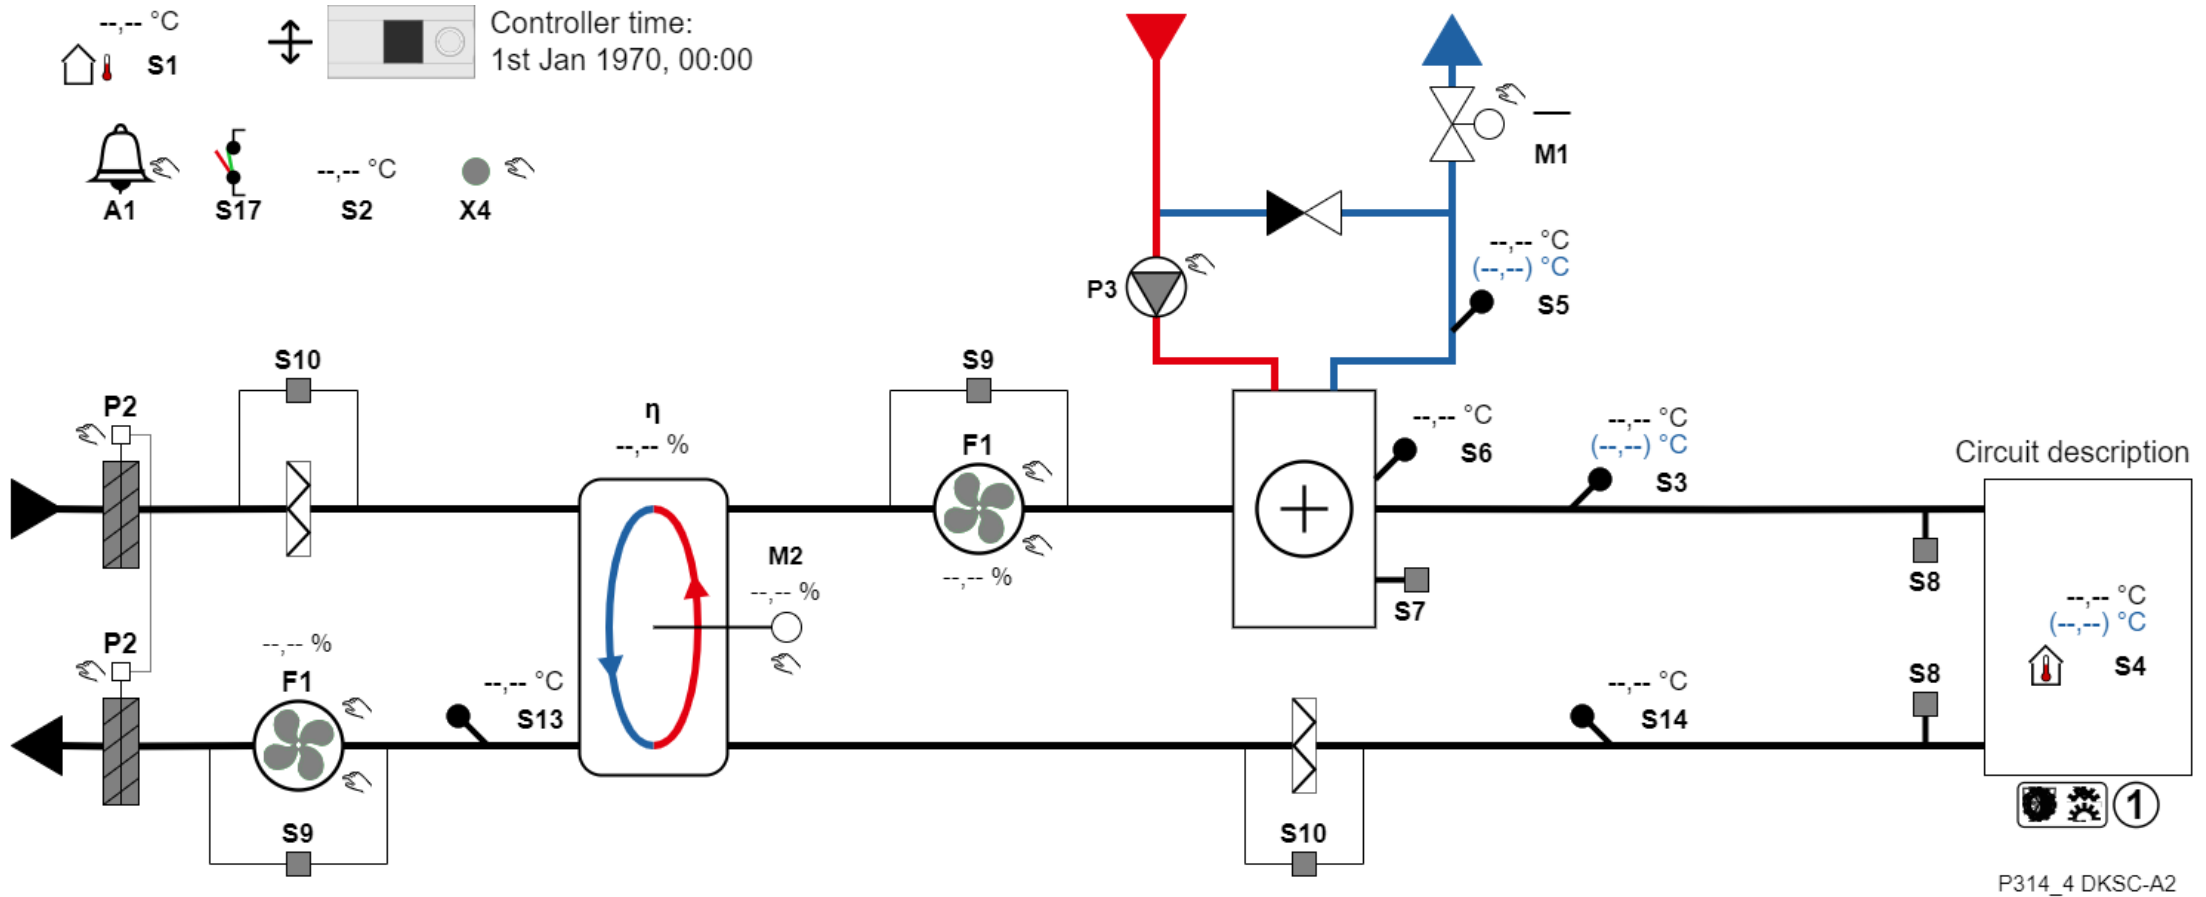 --,-- °C
S1
Controller time:
1st Jan 1970, 00:00
A1
S17
--,-- °C
S2
X4
M1
P3
--,-- °C
(--,--) °C
S5
S10
P2
η
--,-- %
S9
F1
--,-- %
--,-- °C
S6
--,-- °C
(--,--) °C
S3
Circuit description
M2
--,-- %
S7
S8
--,-- °C
(--,--) °C
S4
P2
--,-- %
F1
--,-- °C
S13
--,-- °C
S14
S8
S9
S10
1
P314_4 DKSC-A2